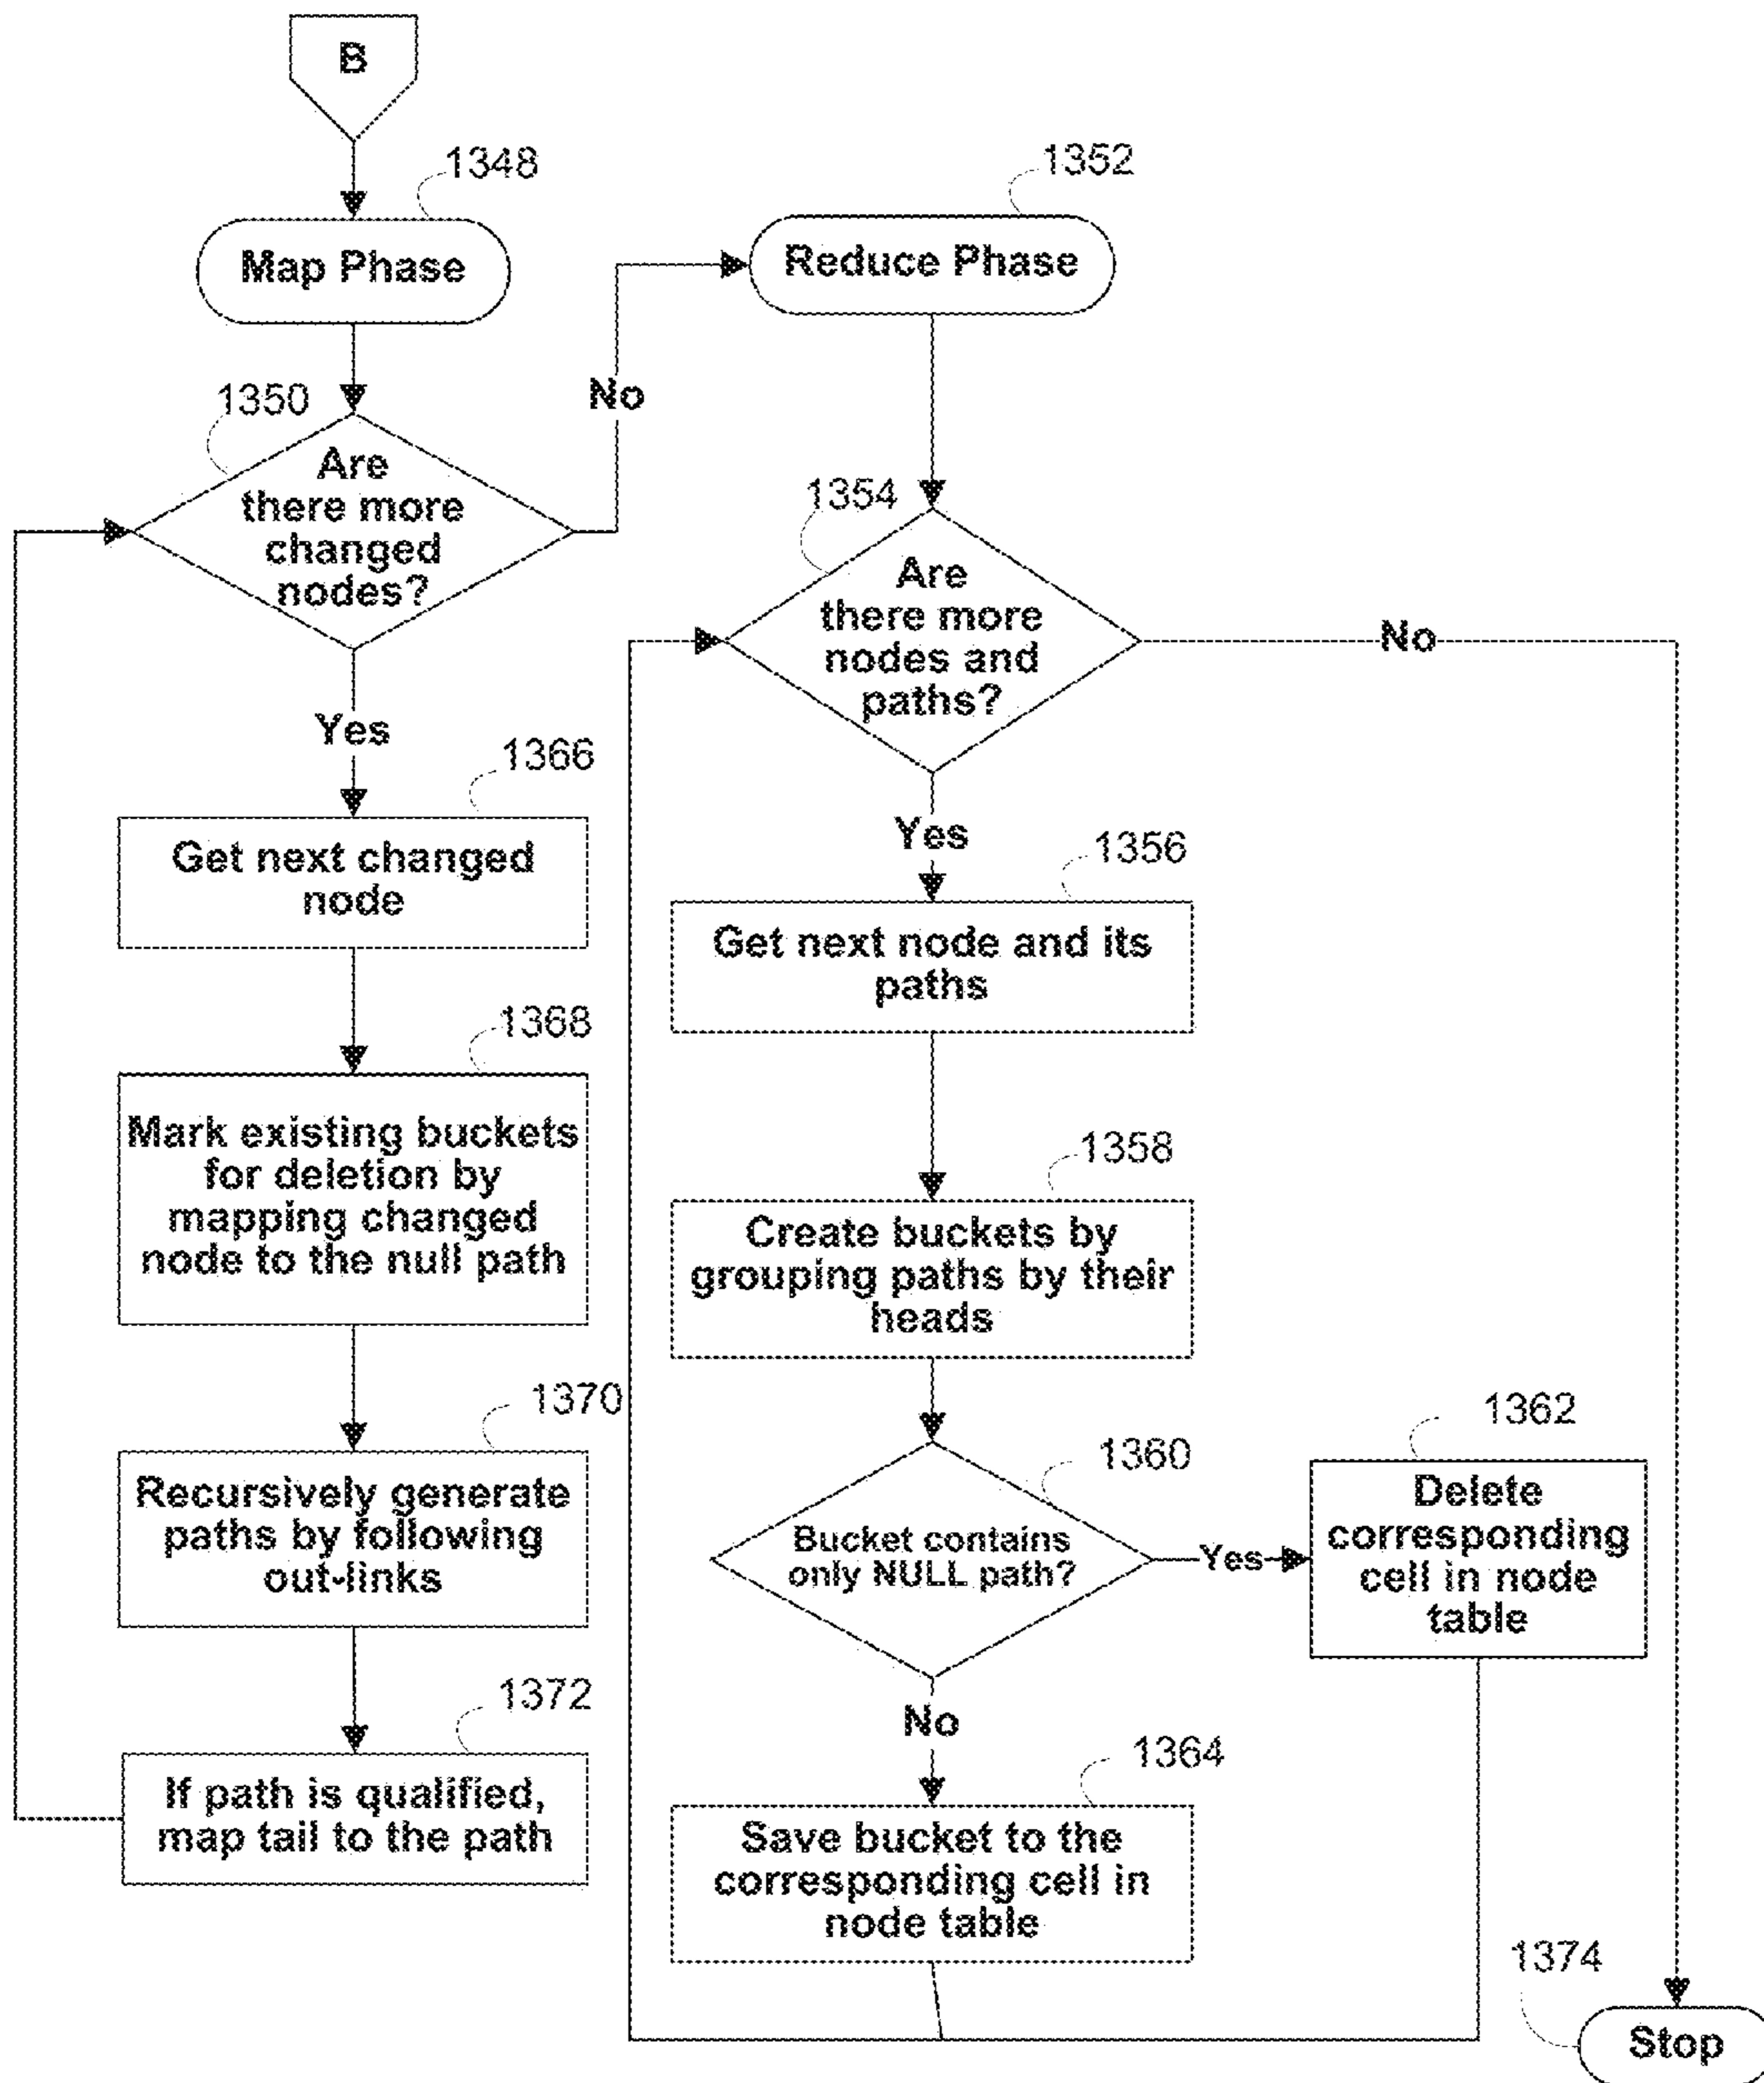 B
1348
Map Phase
1350
Are
there more
changed
nodes?
No
Yes
1366
Get next changed
node
1368
Mark existing buckets
for deletion by
mapping changed
node to the null path
1370
Recursively generate
paths by following
out-links
1372
If path is qualified,
map tail to the path
1352
Reduce Phase
1354
Are
there more
nodes and
paths?
No
Yes
1356
Get next node and its
paths
1358
Create buckets by
grouping paths by their
heads
1360
Bucket contains
only NULL path?
Yes
1362
Delete
corresponding
cell in node
table
No
1364
Save bucket to the
corresponding cell in
node table
1374
Stop